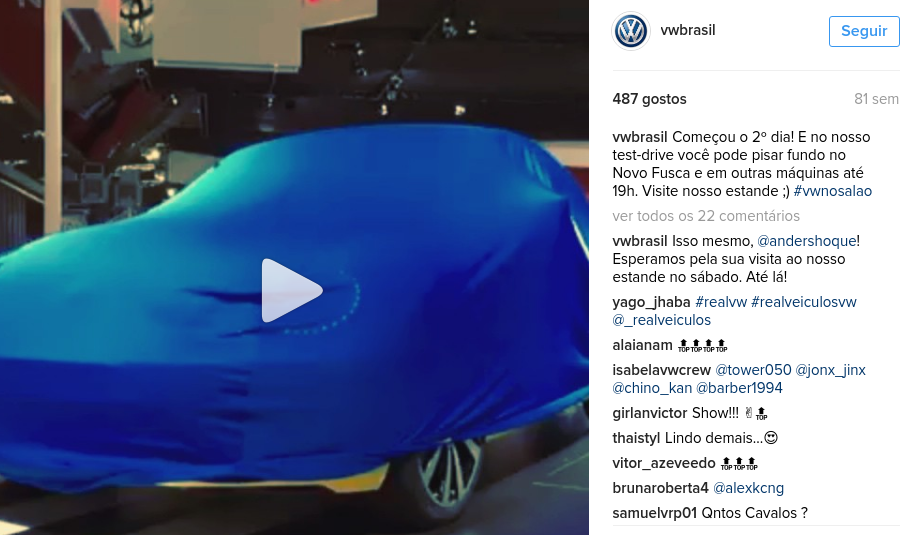 vwbrasil
Seguir
487 gostos
81 sem
vwbrasil Começou o 2º dia! E no nosso
test-drive você pode pisar fundo no
Novo Fusca e em outras máquinas até
19h. Visite nosso estande ;) #vwnosalao
ver todos os 22 comentários
vwbrasil Isso mesmo, @andershoque!
Esperamos pela sua visita ao nosso
estande no sábado. Até lá!
yago_jhaba #realvw #realveiculosvw
@_realveiculos
alaianam 🔝🔝🔝🔝
isabelavwcrew @tower050 @jonx_jinx
@chino_kan @barber1994
girlanvictor Show!!! ✌🔝
thaistyl Lindo demais...😍
vitor_azeveedo 🔝🔝🔝
brunaroberta4 @alexkcng
samuelvrp01 Qntos Cavalos ?